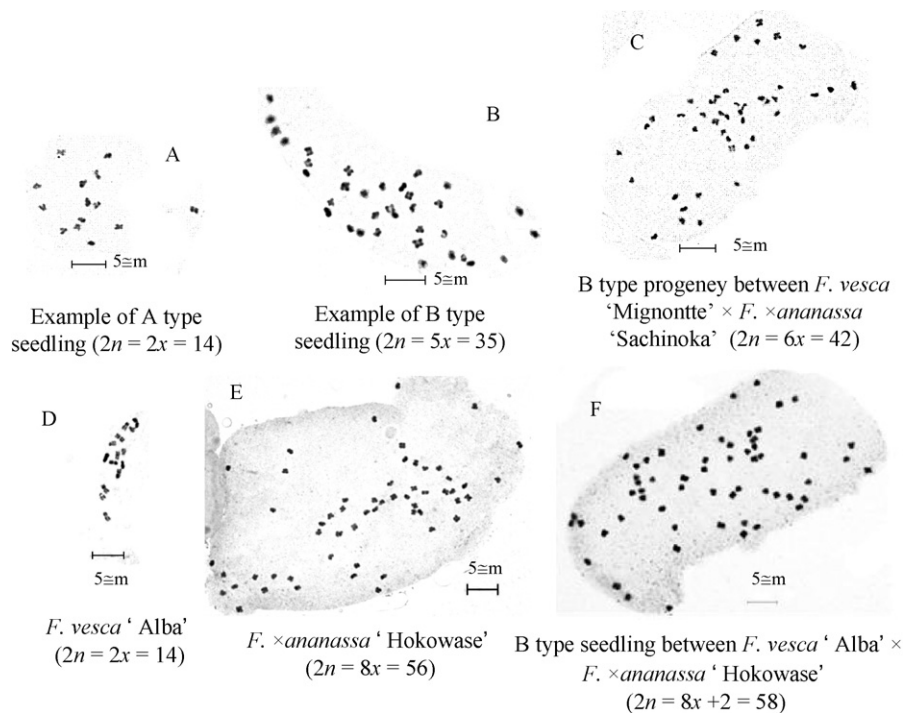 A
5≅m
Example of A type
seedling (2n = 2x = 14)
B
5≅m
Example of B type
seedling (2n = 5x = 35)
C
5≅m
B type progeney between F. vesca
‘Mignontte’ × F. ×ananassa
‘Sachinoka’ (2n = 6x = 42)
D
5≅m
F. vesca ‘ Alba’
(2n = 2x = 14)
E
5≅m
F. ×ananassa ‘ Hokowase’
(2n = 8x = 56)
F
5≅m
B type seedling between F. vesca ‘ Alba’ ×
F. ×ananassa ‘ Hokowase’
(2n = 8x +2 = 58)